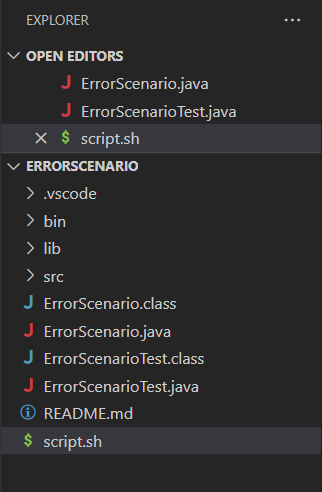 EXPLORER
OPEN EDITORS
ErrorScenario.java
ErrorScenarioTest.java
script.sh
ERRORSCENARIO
.vscode
bin
lib
src
ErrorScenario.class
ErrorScenario.java
ErrorScenarioTest.class
ErrorScenarioTest.java
README.md
script.sh